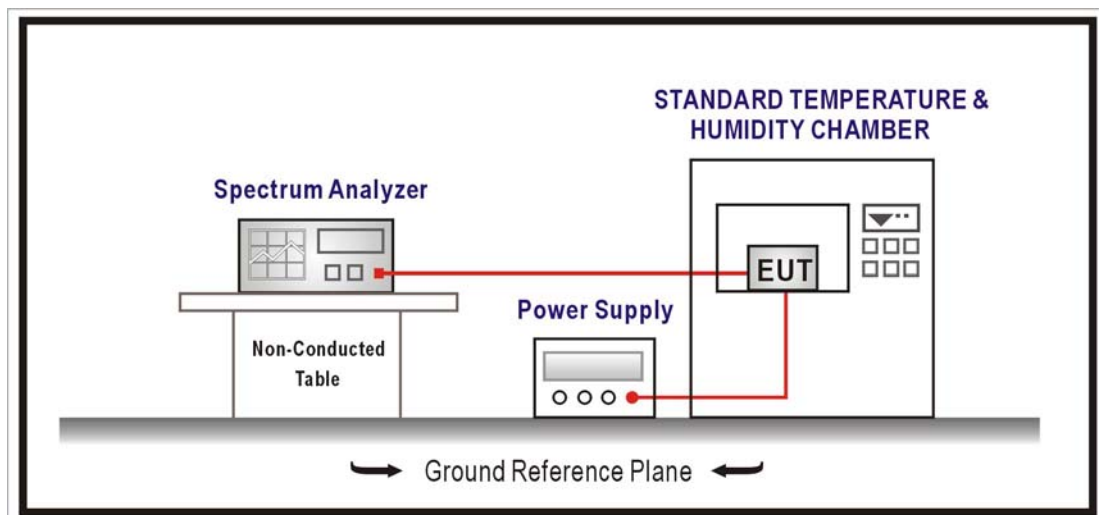 STANDARD TEMPERATURE &
HUMIDITY CHAMBER
Spectrum Analyzer
EUT
Power Supply
Non-Conducted
Table
Ground Reference Plane